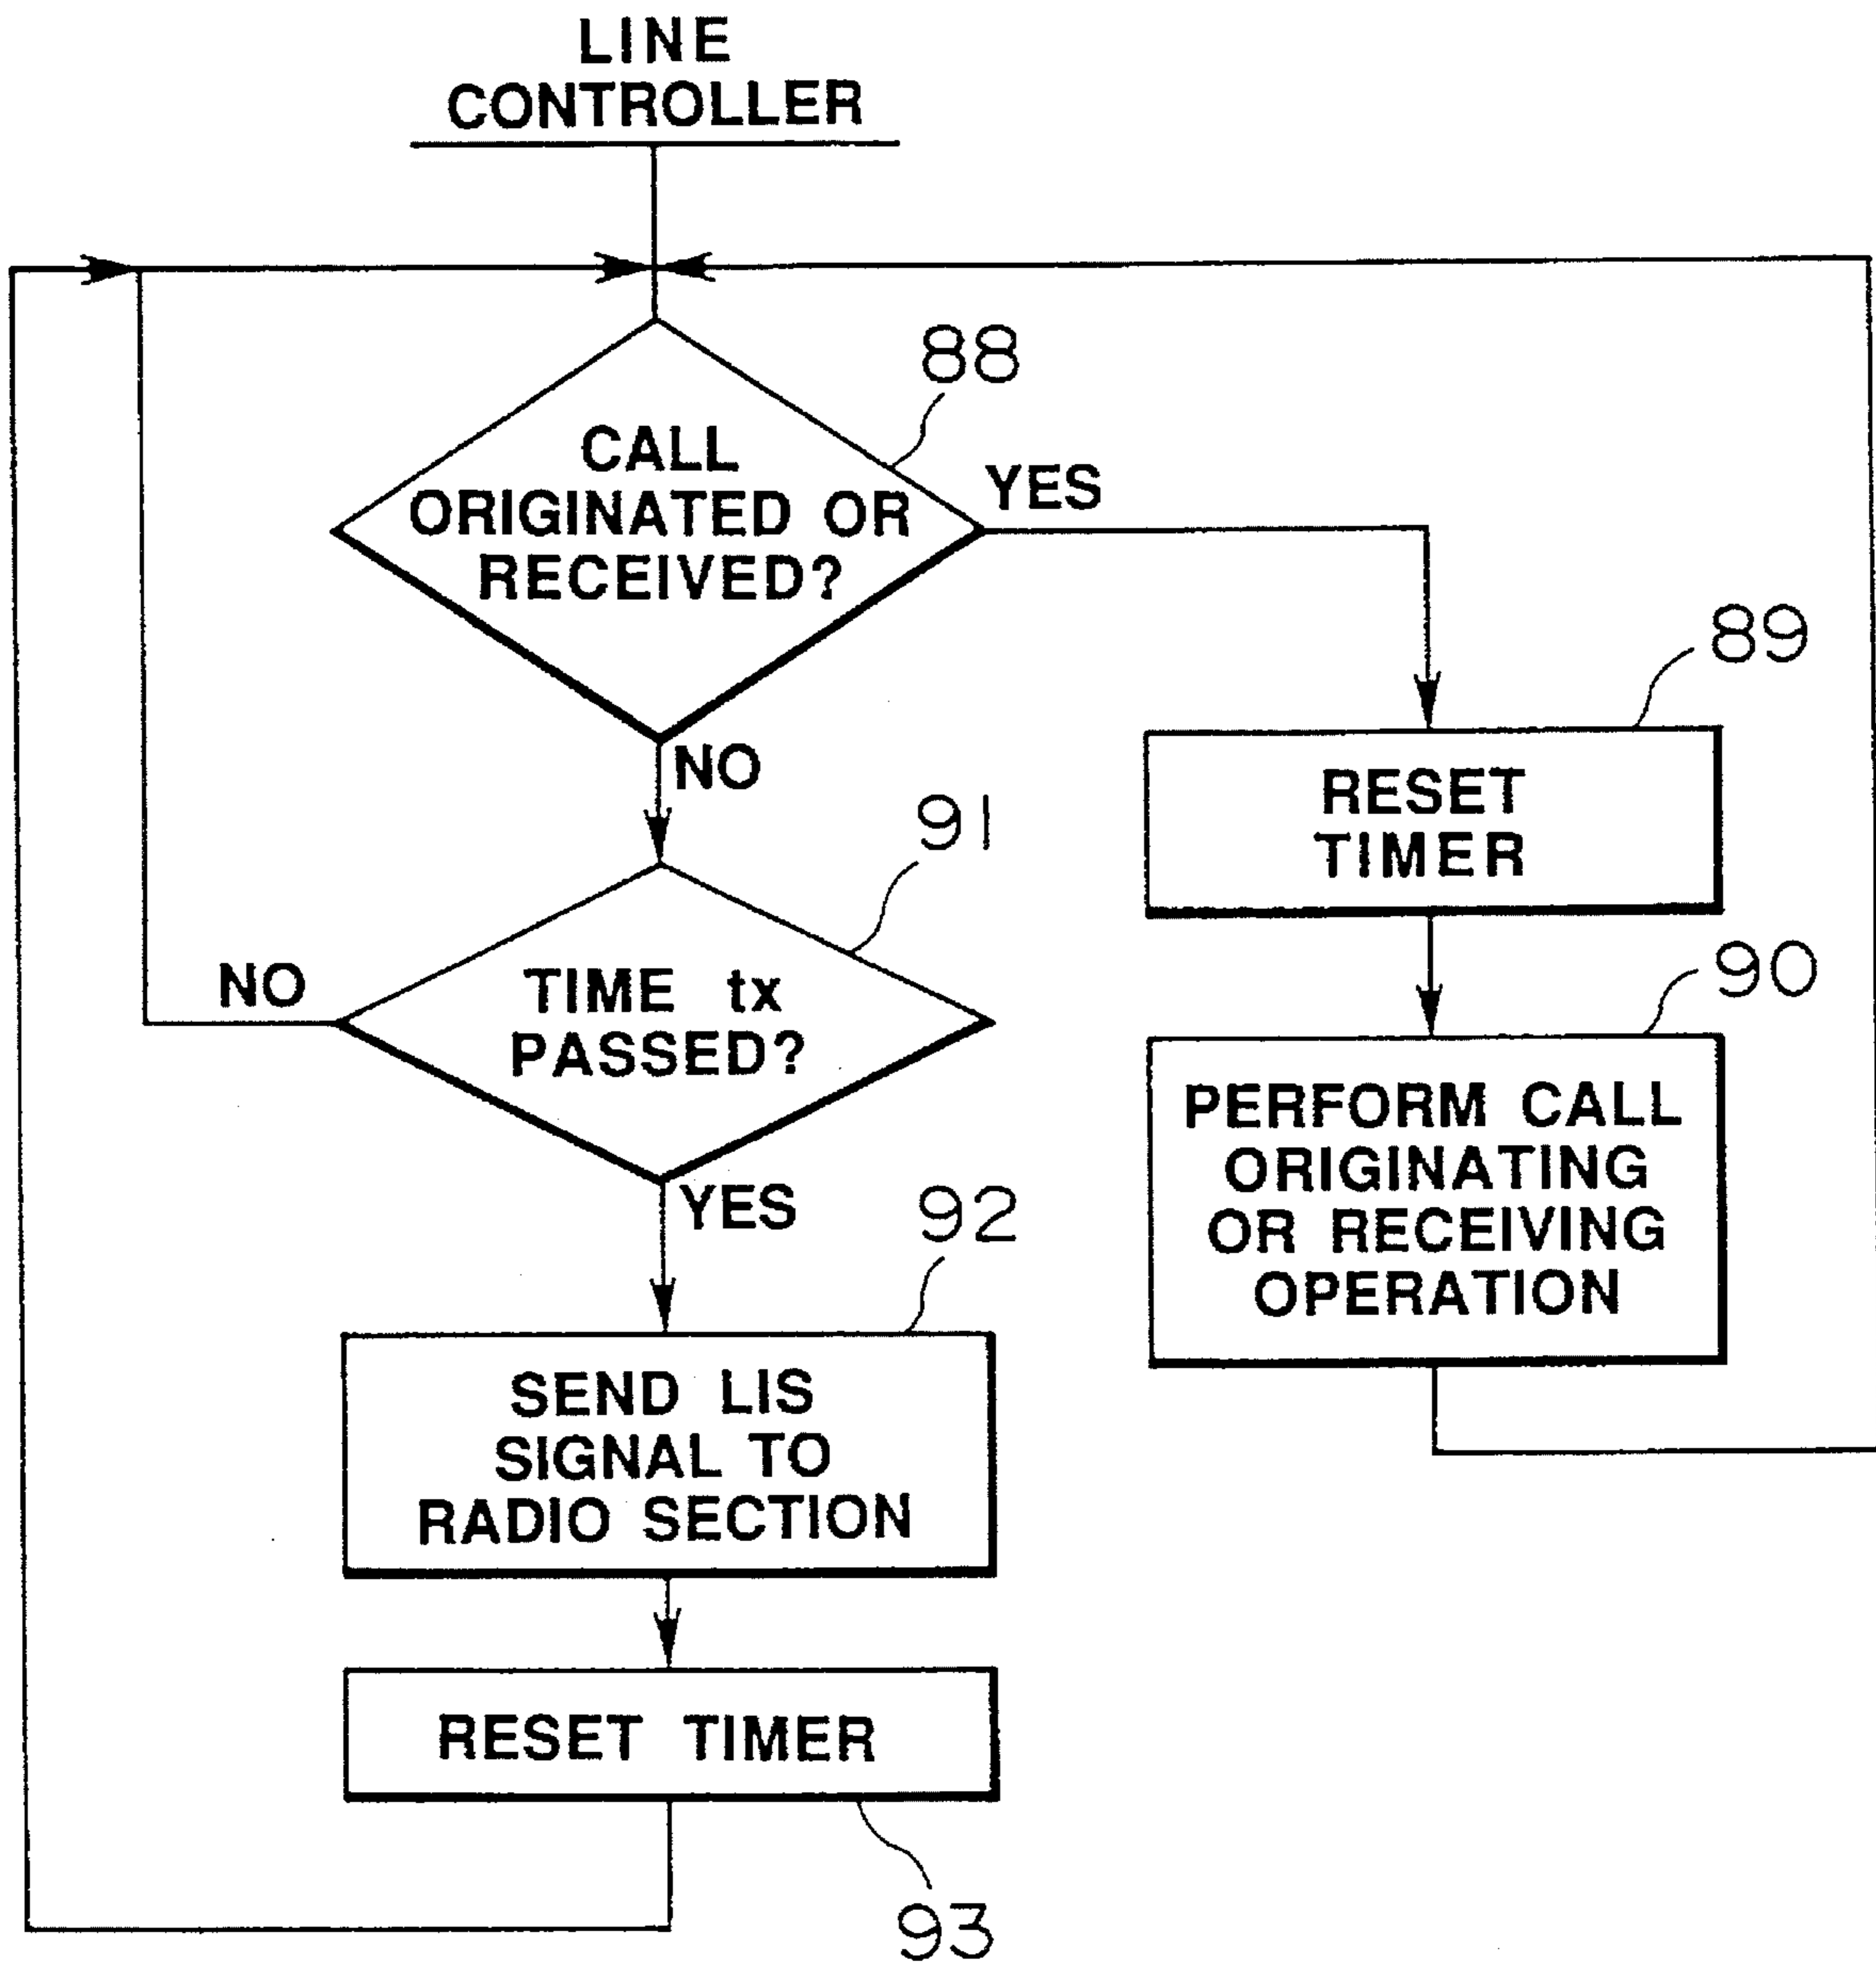 LINE
CONTROLLER
88
CALL
ORIGINATED OR
RECEIVED?
YES
NO
89
RESET
TIMER
90
PERFORM CALL
ORIGINATING
OR RECEIVING
OPERATION
91
TIME tx
PASSED?
NO
YES
92
SEND LIS
SIGNAL TO
RADIO SECTION
RESET TIMER
93